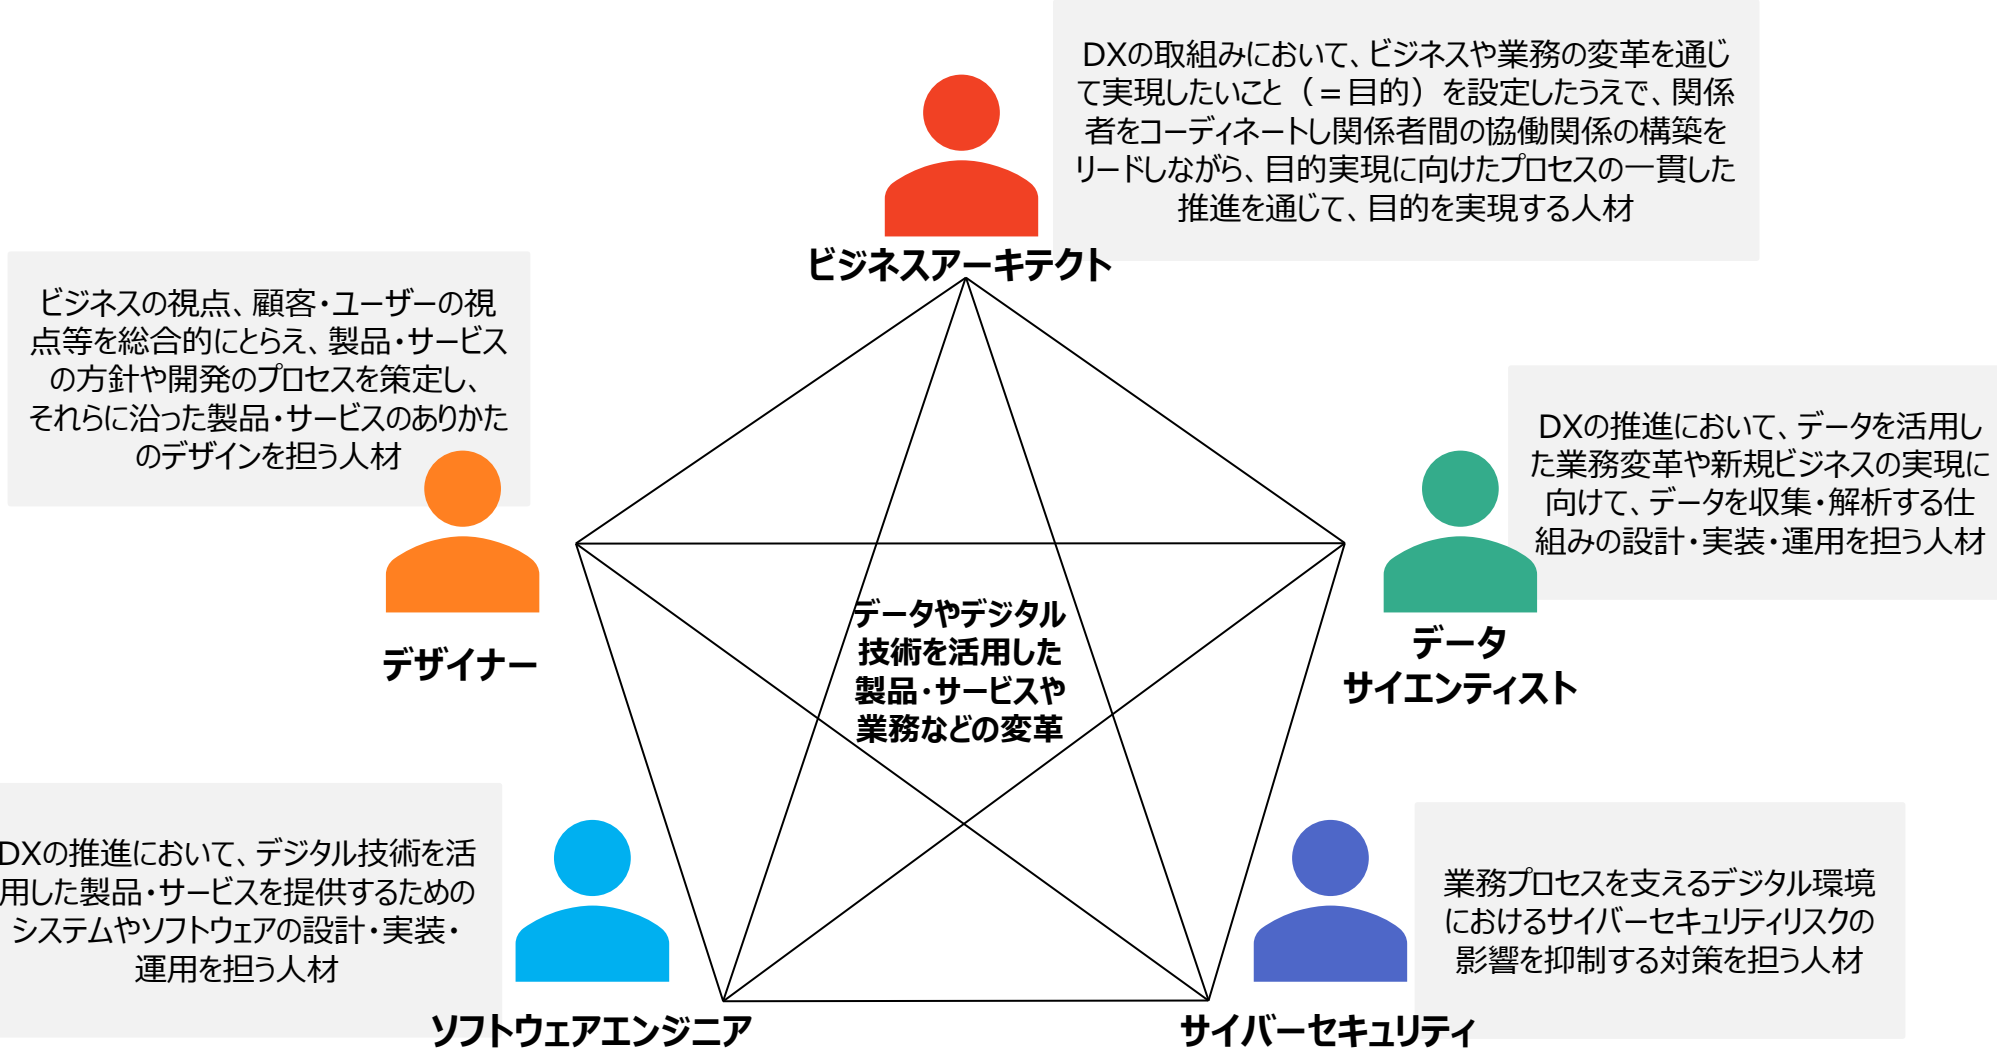 DXの取組みにおいて、ビジネスや業務の変革を通じ
て実現したいこと（＝目的）を設定したうえで、関係
者をコーディネートし関係者間の協働関係の構築を
リードしながら、目的実現に向けたプロセスの一貫した
推進を通じて、目的を実現する人材
ビジネスアーキテクト
ビジネスの視点、顧客・ユーザーの視
点等を総合的にとらえ、製品・サービス
の方針や開発のプロセスを策定し、
それらに沿った製品・サービスのありかた
のデザインを担う人材
デザイナー
DXの推進において、データを活用し
た業務変革や新規ビジネスの実現に
向けて、データを収集・解析する仕
組みの設計・実装・運用を担う人材
データ
サイエンティスト
データやデジタル
技術を活用した
製品・サービスや
業務などの変革
DXの推進において、デジタル技術を活
用した製品・サービスを提供するための
システムやソフトウェアの設計・実装・
運用を担う人材
ソフトウェアエンジニア
業務プロセスを支えるデジタル環境
におけるサイバーセキュリティリスクの
影響を抑制する対策を担う人材
サイバーセキュリティ